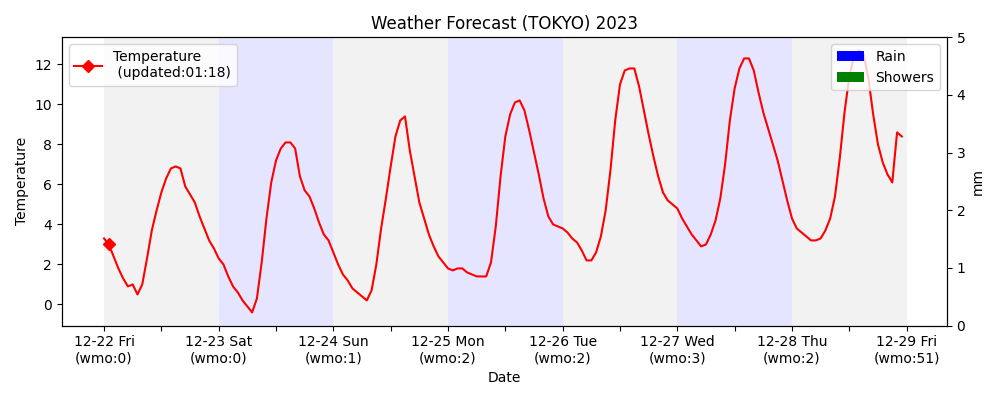 Weather Forecast (TOKYO) 2023
Temperature
(updated:01:18)
Rain
Showers
Temperature
12
10
8
6
4
2
0
5
4
3
2
1
0
mm
12-22 Fri
(wmo:0)
12-23 Sat
(wmo:0)
12-24 Sun
(wmo:1)
12-25 Mon
(wmo:2)
12-26 Tue
(wmo:2)
12-27 Wed
(wmo:3)
12-28 Thu
(wmo:2)
12-29 Fri
(wmo:51)
Date